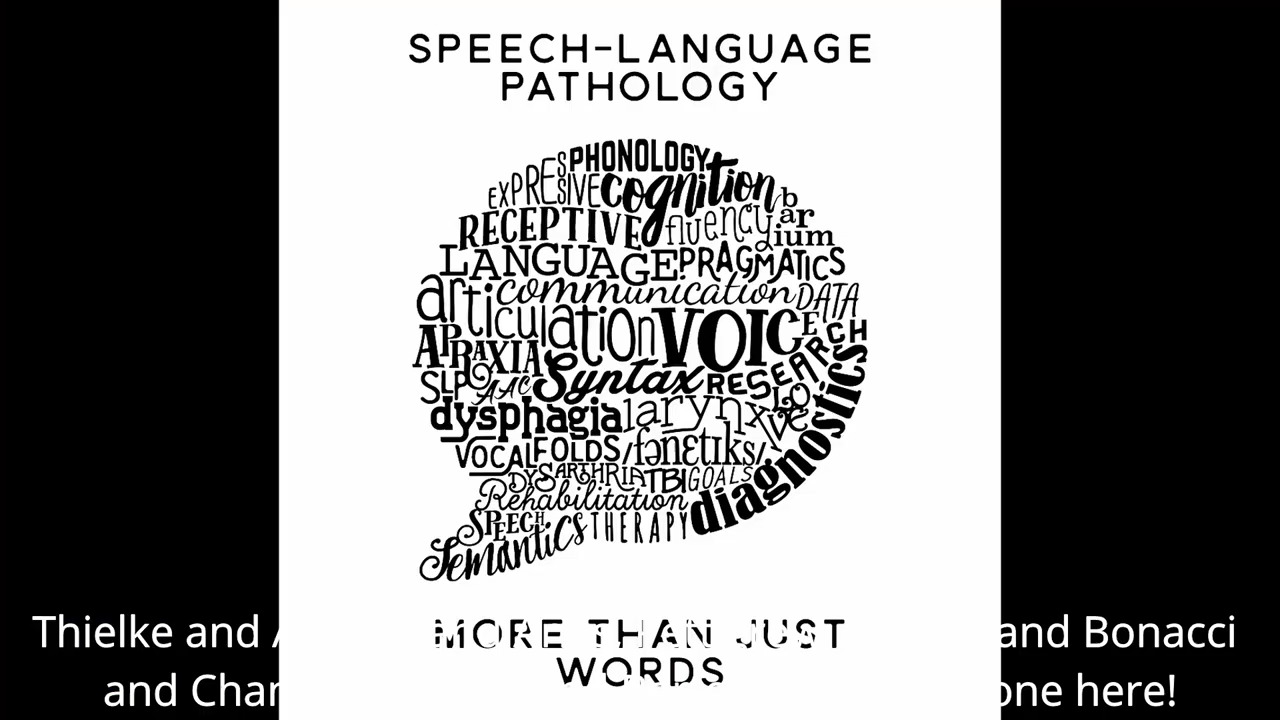 SPEECH-LANGUAGE
PATHOLOGY
PHONOLOGY
EXPRESSIVE cognition
RECEPTIVE fluency barium
LANGUAGE PRAGMATICS
articulation communication DATA
APRAXIA VOICE RESEARCH
SLP AAC Syntax LOVE
dysphagia larynx diagnostics
VOCAL FOLDS /fənɛtɪks/
DYSARTHRIA TBI GOALS
Rehabilitation
SPEECH THERAPY
Semantics
MORE THAN JUST
WORDS
Thielke and and Bonacci
and here!